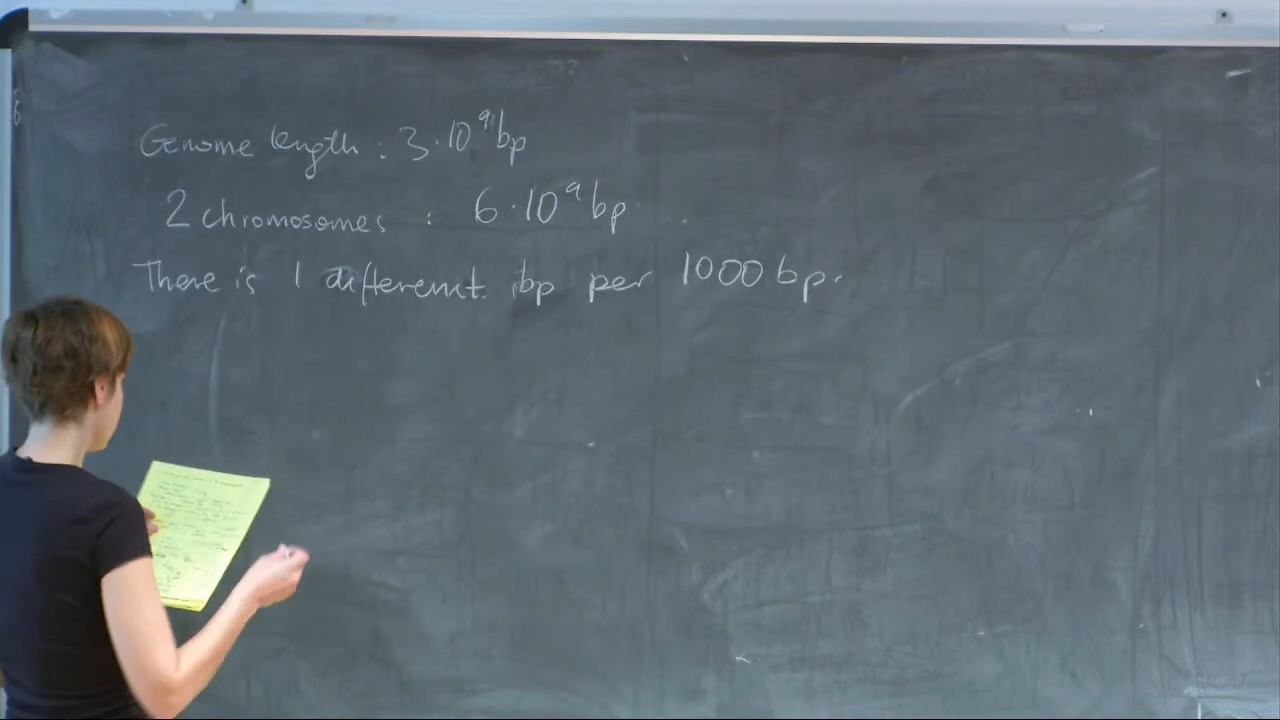 Genome length : 3·10⁹ bp
2 chromosomes : 6·10⁹ bp
There is 1 different bp per 1000 bp.